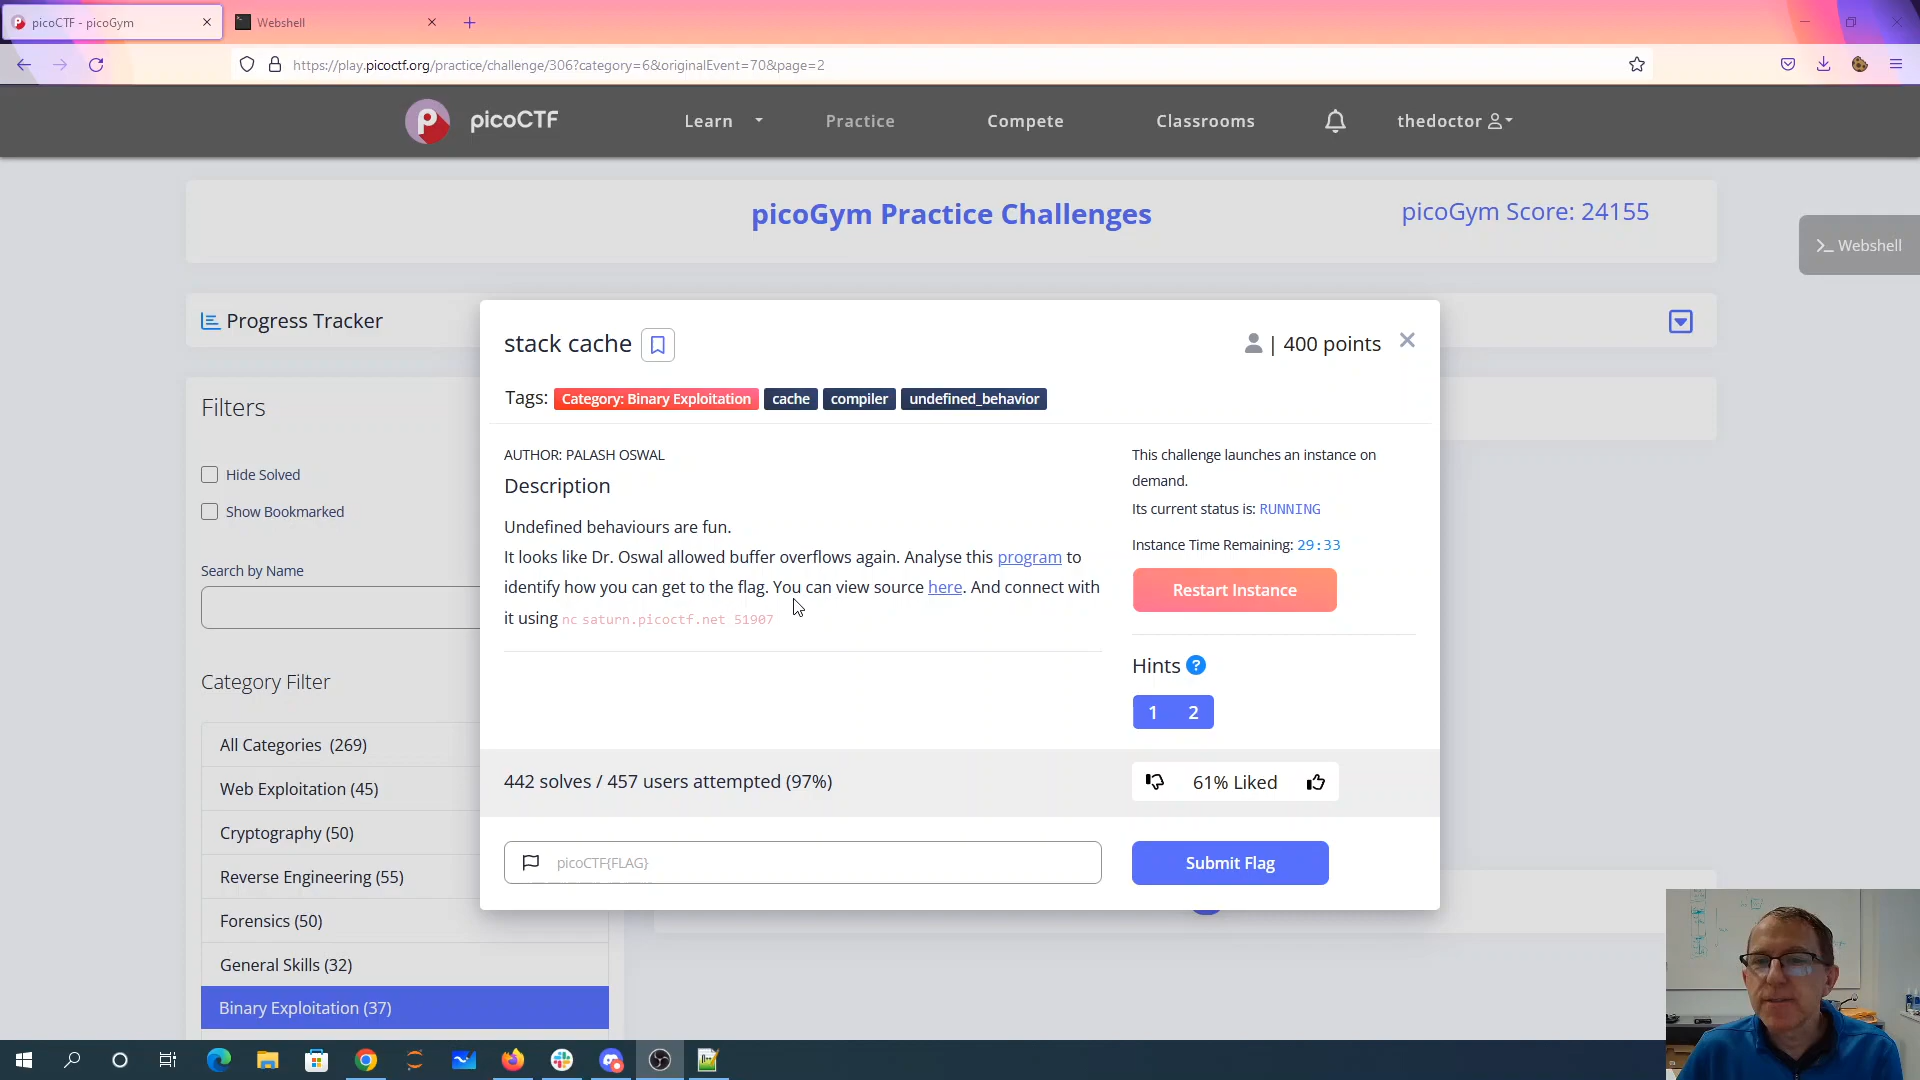 picoCTF - picoGym
Webshell
https://play.picoctf.org/practice/challenge/306?category=6&originalEvent=70&page=2
picoCTF
Learn
Practice
Compete
Classrooms
thedoctor
picoGym Practice Challenges
picoGym Score: 24155
>_ Webshell
Progress Tracker
Filters
Hide Solved
Show Bookmarked
Search by Name
Category Filter
All Categories (269)
Web Exploitation (45)
Cryptography (50)
Reverse Engineering (55)
Forensics (50)
General Skills (32)
Binary Exploitation (37)
stack cache
| 400 points
Tags: Category: Binary Exploitation cache compiler undefined_behavior
AUTHOR: PALASH OSWAL
Description
Undefined behaviours are fun.
It looks like Dr. Oswal allowed buffer overflows again. Analyse this program to
identify how you can get to the flag. You can view source here. And connect with
it using nc saturn.picoctf.net 51907
This challenge launches an instance on
demand.
Its current status is: RUNNING
Instance Time Remaining: 29:33
Restart Instance
Hints ?
1 2
442 solves / 457 users attempted (97%)
61% Liked
picoCTF{FLAG}
Submit Flag